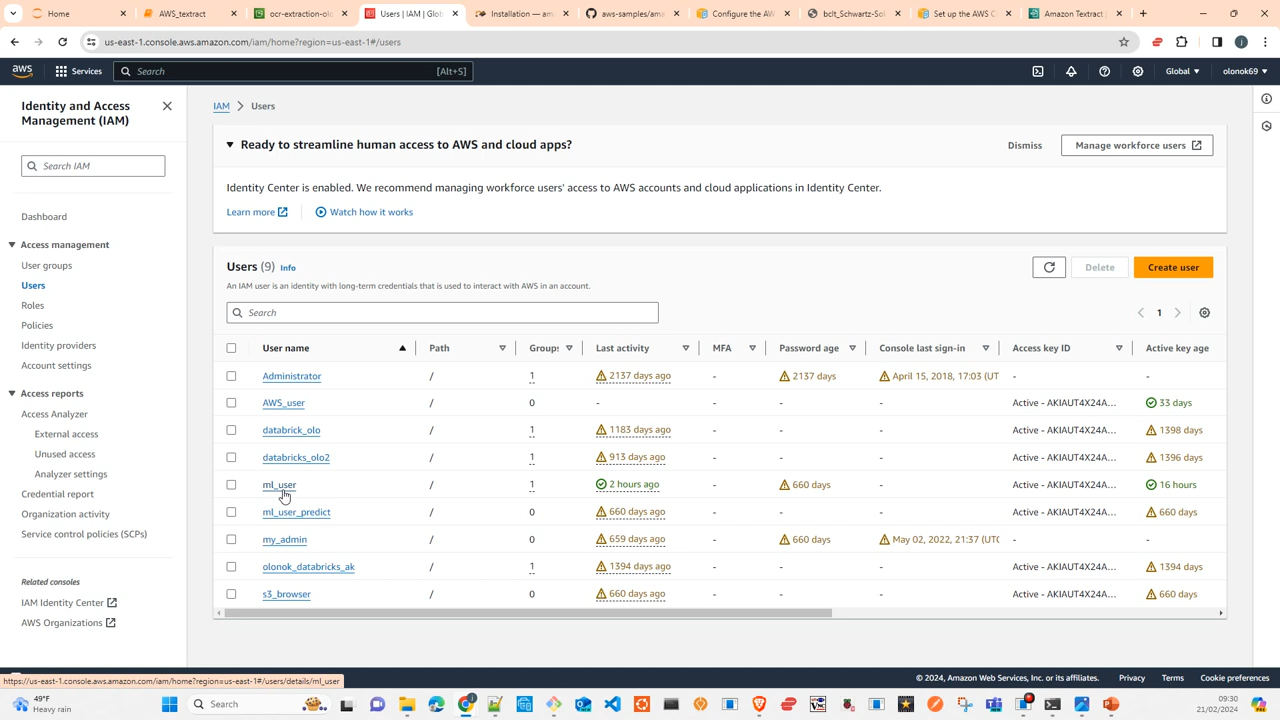 Home
AWS_textract
ocr-extraction-olo
Users | IAM | Glob
Installation — am
aws-samples/ama
Configure the AW
bclt_Schwartz-Sol
Set up the AWS C
Amazon Textract
us-east-1.console.aws.amazon.com/iam/home?region=us-east-1#/users
aws
Services
Search
[Alt+S]
Global
olonok69
Identity and Access
Management (IAM)
Search IAM
Dashboard
Access management
User groups
Users
Roles
Policies
Identity providers
Account settings
Access reports
Access Analyzer
External access
Unused access
Analyzer settings
Credential report
Organization activity
Service control policies (SCPs)
Related consoles
IAM Identity Center
AWS Organizations
IAM > Users
Ready to streamline human access to AWS and cloud apps?
Dismiss
Manage workforce users
Identity Center is enabled. We recommend managing workforce users' access to AWS accounts and cloud applications in Identity Center.
Learn more
Watch how it works
Users (9) Info
Delete
Create user
An IAM user is an identity with long-term credentials that is used to interact with AWS in an account.
Search
1
User name Path Groups Last activity MFA Password age Console last sign-in Access key ID Active key age
Administrator / 1 2137 days ago - 2137 days April 15, 2018, 17:03 (UT - -
AWS_user / 0 - - - - Active - AKIAUT4X24A... 33 days
databrick_olo / 1 1183 days ago - - - Active - AKIAUT4X24A... 1398 days
databricks_olo2 / 1 913 days ago - - - Active - AKIAUT4X24A... 1396 days
ml_user / 1 2 hours ago - 660 days - Active - AKIAUT4X24A... 16 hours
ml_user_predict / 0 660 days ago - - - Active - AKIAUT4X24A... 660 days
my_admin / 0 659 days ago - 660 days May 02, 2022, 21:37 (UTC - -
olonok_databricks_ak / 1 1394 days ago - - - Active - AKIAUT4X24A... 1394 days
s3_browser / 0 660 days ago - - - Active - AKIAUT4X24A... 660 days
https://us-east-1.console.aws.amazon.com/iam/home?region=us-east-1#/users/details/ml_user
© 2024, Amazon Web Services, Inc. or its affiliates.
Privacy
Terms
Cookie preferences
49°F
Heavy rain
Search
09:30
21/02/2024